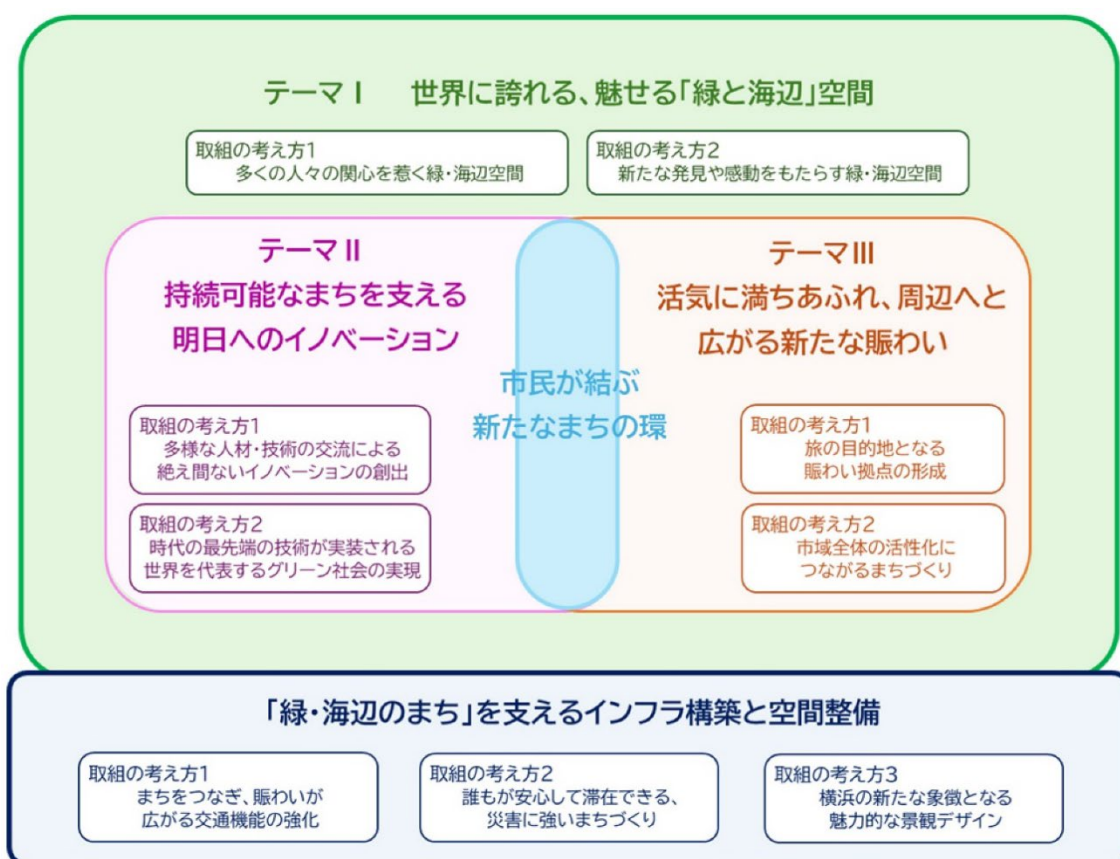 テーマⅠ　世界に誇れる、魅せる「緑と海辺」空間
取組の考え方1
多くの人々の関心を惹く緑・海辺空間
取組の考え方2
新たな発見や感動をもたらす緑・海辺空間
テーマⅡ
持続可能なまちを支える
明日へのイノベーション
取組の考え方1
多様な人材・技術の交流による
絶え間ないイノベーションの創出
取組の考え方2
時代の最先端の技術が実装される
世界を代表するグリーン社会の実現
市民が結ぶ
新たなまちの環
テーマⅢ
活気に満ちあふれ、周辺へと
広がる新たな賑わい
取組の考え方1
旅の目的地となる
賑わい拠点の形成
取組の考え方2
市域全体の活性化に
つながるまちづくり
「緑・海辺のまち」を支えるインフラ構築と空間整備
取組の考え方1
まちをつなぎ、賑わいが
広がる交通機能の強化
取組の考え方2
誰もが安心して滞在できる、
災害に強いまちづくり
取組の考え方3
横浜の新たな象徴となる
魅力的な景観デザイン